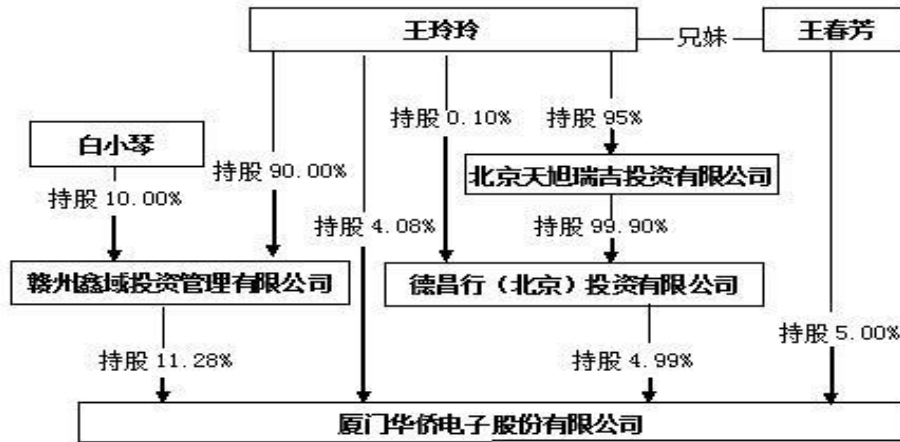 王玲玲
兄妹
王春芳
持股 0.10%
持股 95%
白小琴
持股 90.00%
北京天旭瑞吉投资有限公司
持股 10.00%
持股 4.08%
持股 99.90%
赣州鑫域投资管理有限公司
德昌行（北京）投资有限公司
持股 5.00%
持股 11.28%
持股 4.99%
厦门华侨电子股份有限公司